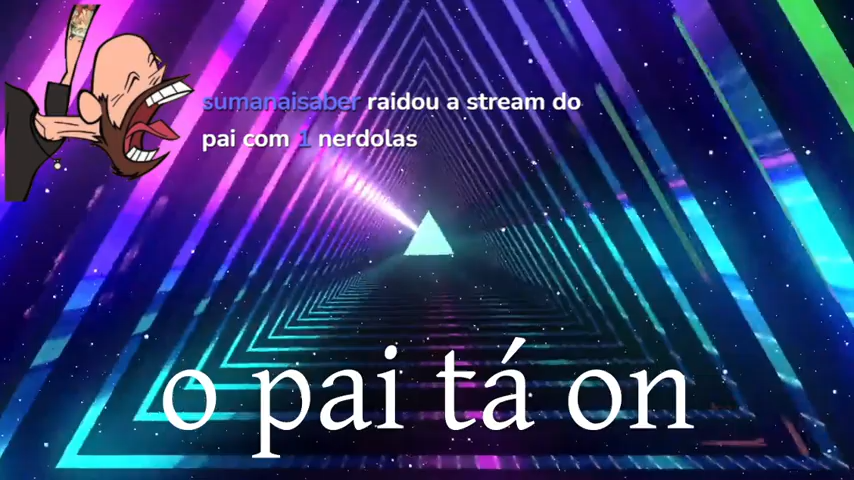 sumanaisaber raidou a stream do
pai com 1 nerdolas
o pai tá on